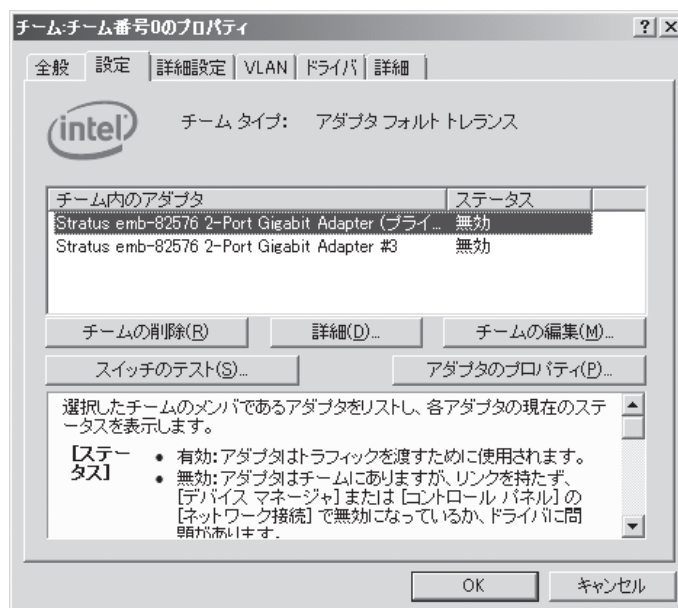 チーム:チーム番号0のプロパティ
全般 設定 詳細設定 VLAN ドライバ 詳細
intel チーム タイプ: アダプタ フォルト トレランス
チーム内のアダプタ ステータス
Stratus emb-82576 2-Port Gigabit Adapter (プライ... 無効
Stratus emb-82576 2-Port Gigabit Adapter #3 無効
チームの削除(R) 詳細(D)... チームの編集(M)...
スイッチのテスト(S)... アダプタのプロパティ(P)...
選択したチームのメンバであるアダプタをリストし、各アダプタの現在のステ
ータスを表示します。
[ステー
タス]
• 有効: アダプタはトラフィックを渡すために使用されます。
• 無効: アダプタはチームにありますが、リンクを持たず、
[デバイス マネージャ] または [コントロール パネル] の
[ネットワーク接続] で無効になっているか、ドライバに問
題があります。
OK キャンセル